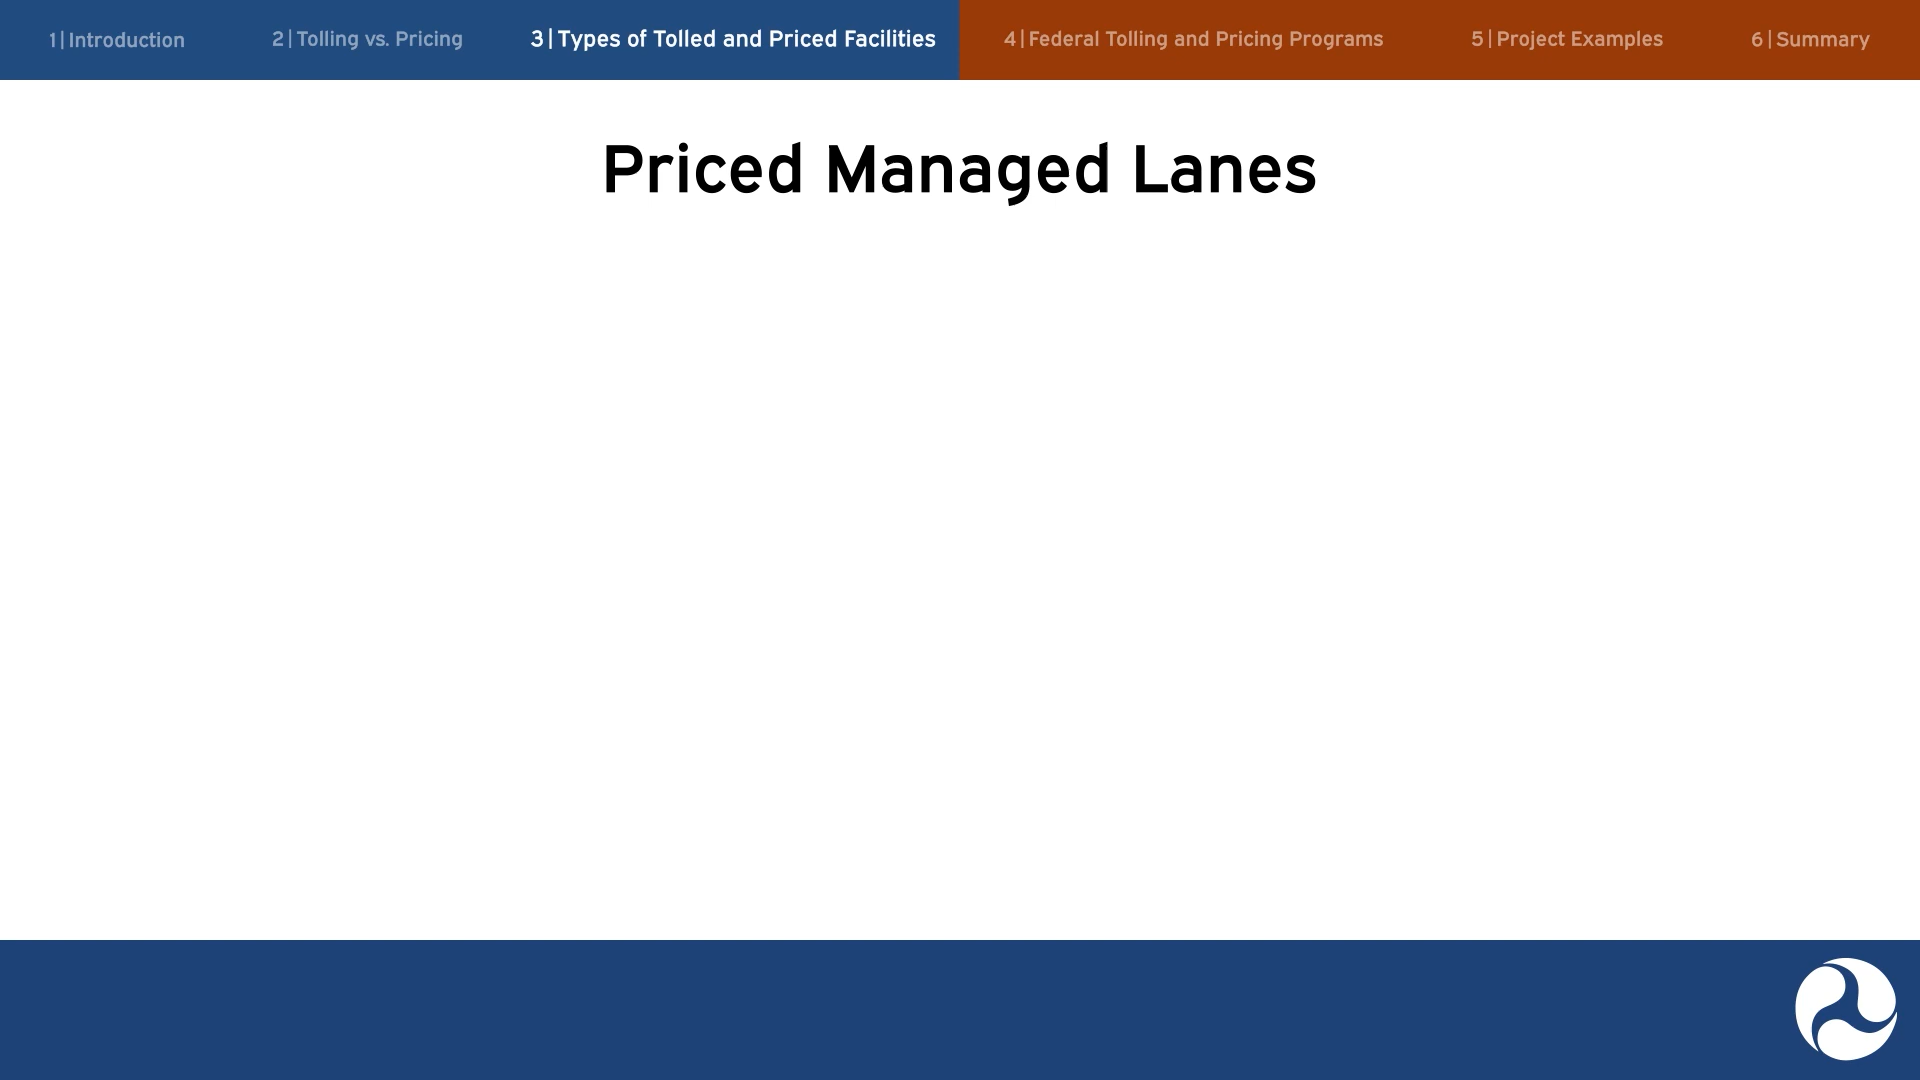 1|Introduction
2|Tolling vs. Pricing
3|Types of Tolled and Priced Facilities
4|Federal Tolling and Pricing Programs
5|Project Examples
6|Summary
Priced Managed Lanes